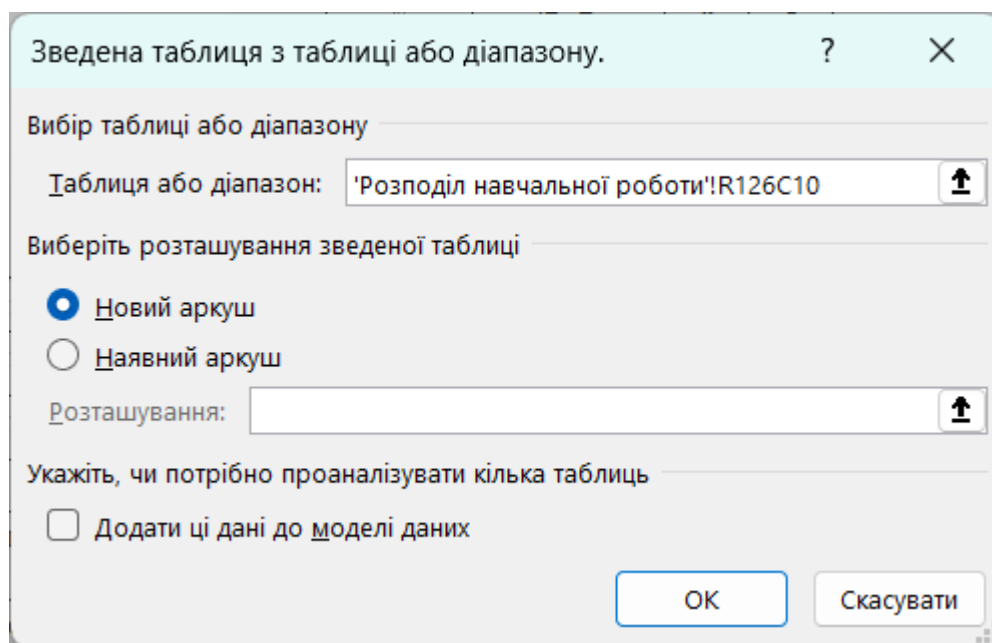 Зведена таблиця з таблиці або діапазону. ?
Вибір таблиці або діапазону
Таблиця або діапазон: 'Розподіл навчальної роботи'!R126C10
Виберіть розташування зведеної таблиці
Новий аркуш
Наявний аркуш
Розташування:
Укажіть, чи потрібно проаналізувати кілька таблиць
Додати ці дані до моделі даних
ОК Скасувати